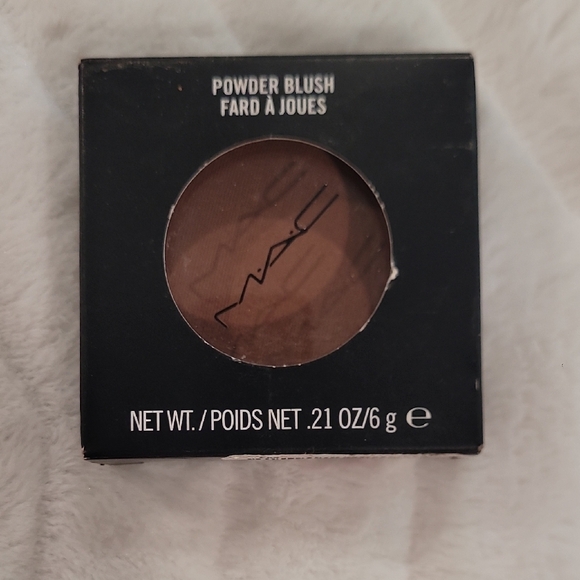 POWDER BLUSH
FARD À JOUES
M·A·C
NET WT. / POIDS NET .21 OZ/6 g e